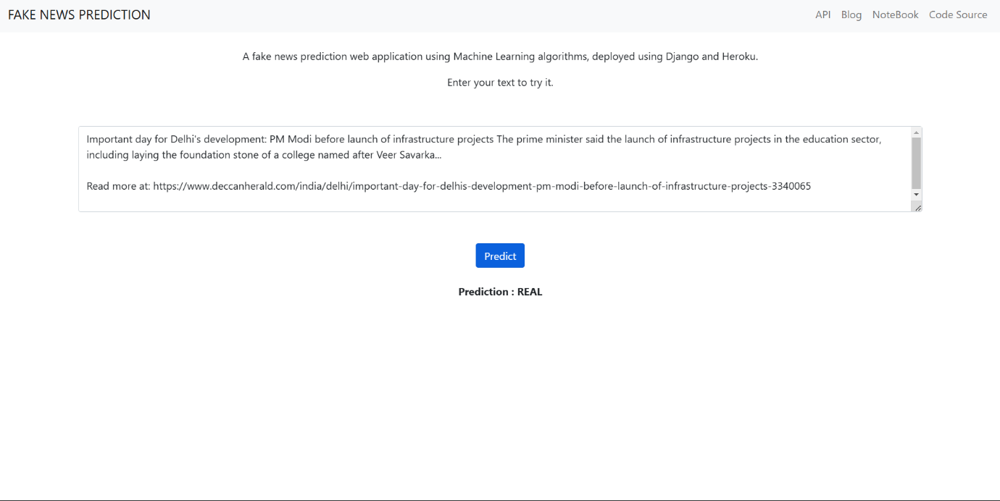 FAKE NEWS PREDICTION
API Blog NoteBook Code Source
A fake news prediction web application using Machine Learning algorithms, deployed using Django and Heroku.
Enter your text to try it.
Important day for Delhi's development: PM Modi before launch of infrastructure projects The prime minister said the launch of infrastructure projects in the education sector,
including laying the foundation stone of a college named after Veer Savarka...
Read more at: https://www.deccanherald.com/india/delhi/important-day-for-delhis-development-pm-modi-before-launch-of-infrastructure-projects-3340065
Predict
Prediction : REAL